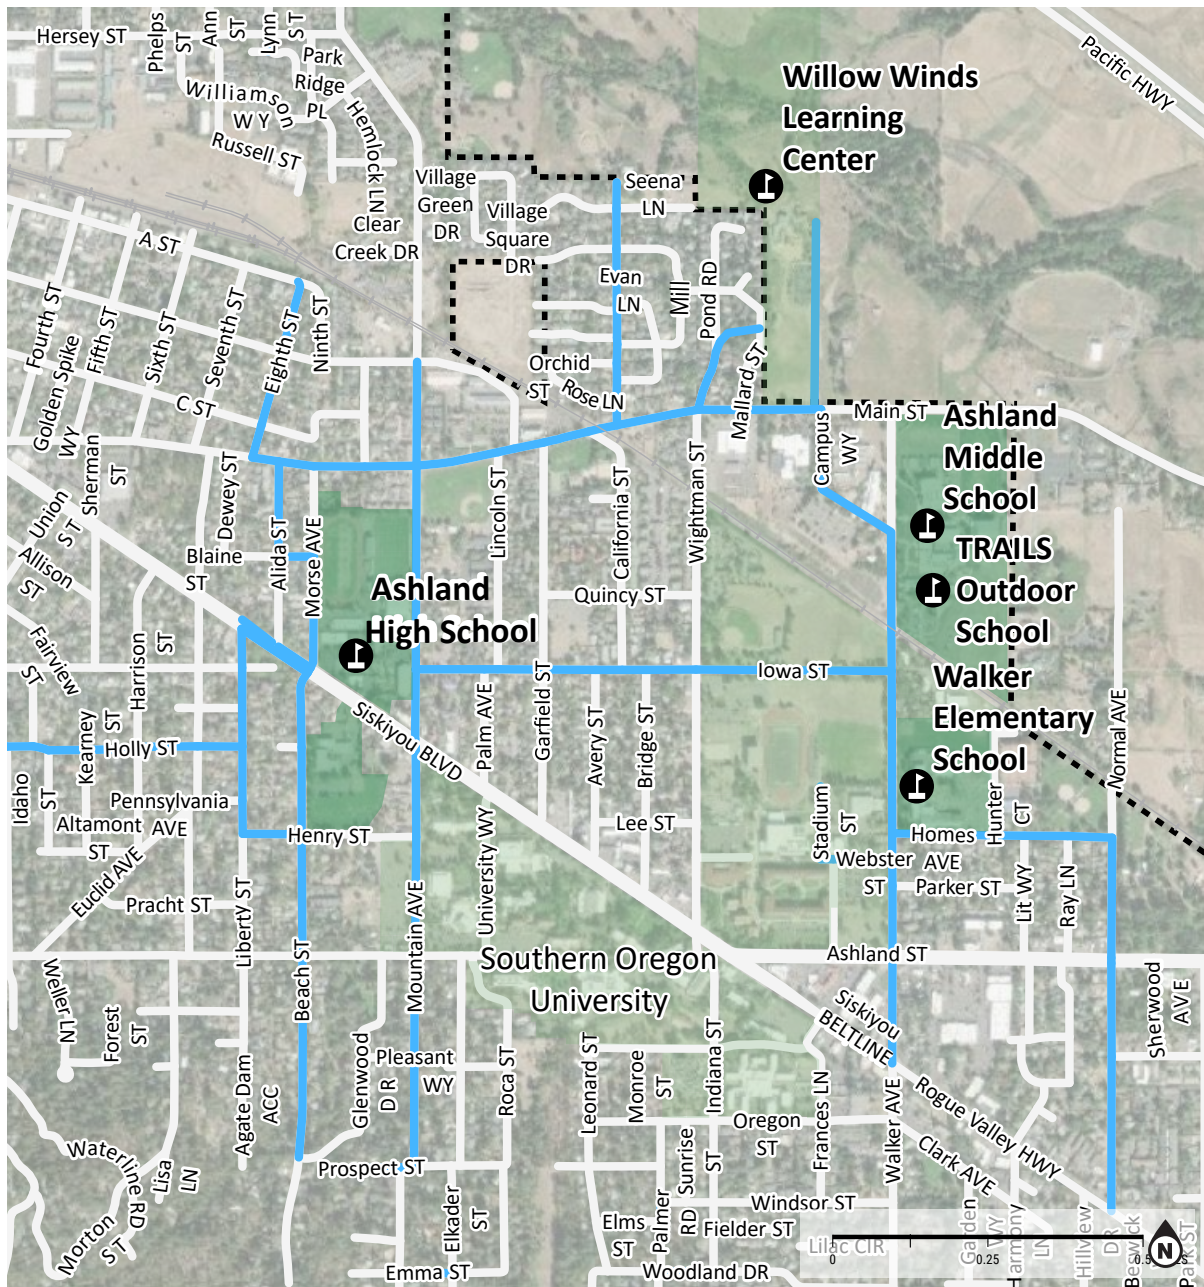 Hersey ST
Phelps
ST
Ann
ST
Lynn
ST
Park
Ridge
PL
Williamson
WY
Russell ST
Hemlock LN
Clear
Creek DR
Village
Green
DR
Village
Square
DR
Seena
LN
Evan
LN
Mill
Pond RD
Orchid
ST
Rose LN
Mallard ST
Willow Winds
Learning
Center
Pacific HWY
A ST
Fourth ST
Golden Spike
WY
Fifth ST
Sixth ST
Seventh ST
Eighth ST
Ninth ST
C ST
Sherman
ST
Union
ST
Allison
ST
Dewey ST
Blaine
ST
Alida ST
Morse AVE
Lincoln ST
California ST
Wightman ST
Quincy ST
Campus
WY
Main ST
Ashland
Middle
School
TRAILS
Outdoor
School
Walker
Elementary
School
Ashland
High School
Fairview
ST
Harrison
ST
Kearney
ST
Holly ST
Idaho
ST
Pennsylvania
AVE
Altamont
ST
Euclid AVE
Pracht ST
Henry ST
Siskiyou BLVD
Palm AVE
Garfield ST
Avery ST
Bridge ST
Iowa ST
Lee ST
Stadium
ST
Webster
ST
Homes
AVE
Hunter
CT
Parker ST
Lit WY
Ray LN
Normal AVE
University WY
Mountain AVE
Beach ST
Liberty ST
Ashland ST
Southern Oregon
University
Siskiyou
BELTLINE
Sherwood
AVE
Weller LN
Forest
ST
Agate Dam
ACC
Glenwood
DR
Pleasant
WY
Roca ST
Leonard ST
Monroe
ST
Indiana ST
Oregon
ST
Frances LN
Walker AVE
Rogue Valley HWY
Clark AVE
Prospect ST
Waterline RD
Lisa
LN
Morton
ST
Elkader
ST
Emma ST
Elms
ST
Palmer
RD
Sunrise
ST
Fielder ST
Windsor ST
Woodland DR
Lilac CIR
Garden
WY
Harmony
LN
Hillview
DR
Beswick
Park ST
0
0.25
0.5
N